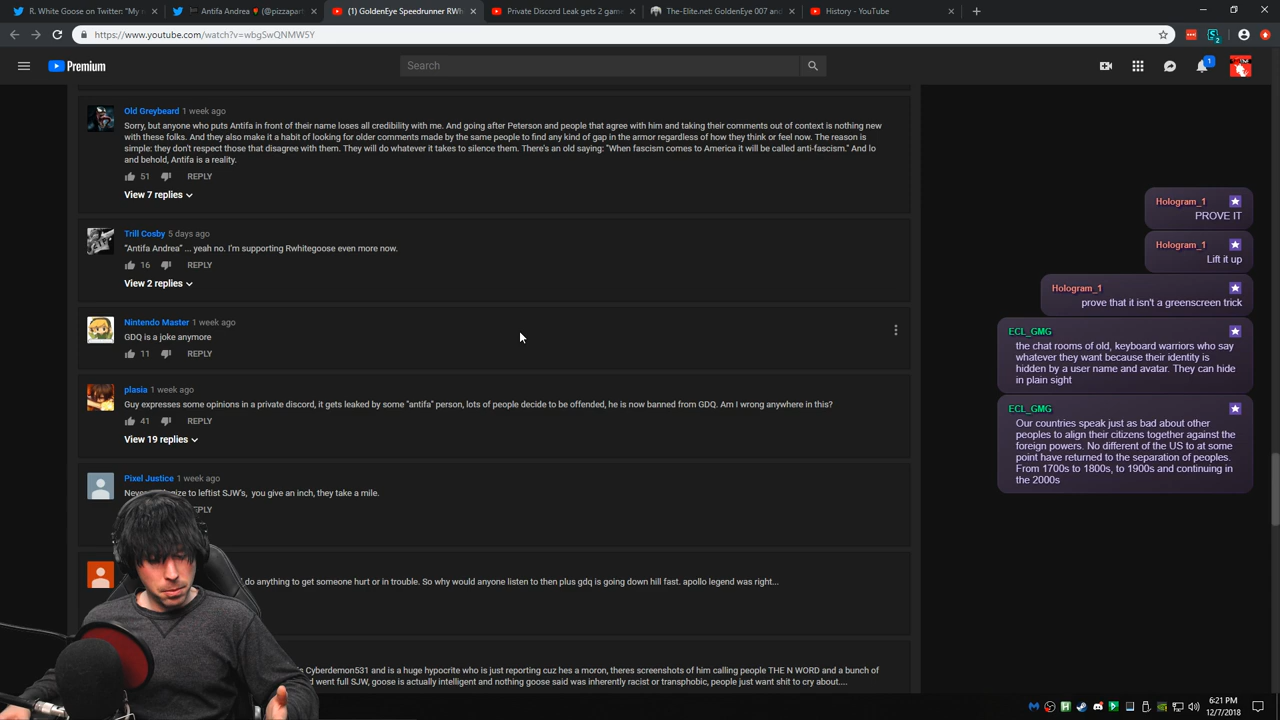 R. White Goose on Twitter: "My n
Antifa Andrea
(@pizzapart
(1) GoldenEye Speedrunner RWh
Private Discord Leak gets 2 game
The-Elite.net: GoldenEye 007 and
History - YouTube
https://www.youtube.com/watch?v=wbgSwQNMW5Y
Premium
Search
1
Old Greybeard 1 week ago
Sorry, but anyone who puts Antifa in front of their name loses all credibility with me. And going after Peterson and people that agree with him and taking their comments out of context is nothing new
with these folks. And they also make it a habit of looking for older comments made by the same people to find any kind of gap in the armor regardless of how they think or feel now. The reason is
simple: they don't respect those that disagree with them. They will do whatever it takes to silence them. There's an old saying: "When fascism comes to America it will be called anti-fascism." And lo
and behold, Antifa is a reality.
51 REPLY
View 7 replies
Trill Cosby 5 days ago
"Antifa Andrea" ... yeah no. I'm supporting Rwhitegoose even more now.
16 REPLY
View 2 replies
Nintendo Master 1 week ago
GDQ is a joke anymore
11 REPLY
plasia 1 week ago
Guy expresses some opinions in a private discord, it gets leaked by some "antifa" person, lots of people decide to be offended, he is now banned from GDQ. Am I wrong anywhere in this?
41 REPLY
View 19 replies
Pixel Justice 1 week ago
to leftist SJW's, you give an inch, they take a mile.
do anything to get someone hurt or in trouble. So why would anyone listen to then plus gdq is going down hill fast. apollo legend was right...
Cyberdemon531 and is a huge hypocrite who is just reporting cuz hes a moron, theres screenshots of him calling people THE N WORD and a bunch of
went full SJW, goose is actually intelligent and nothing goose said was inherently racist or transphobic, people just want shit to cry about....
Hologram_1
PROVE IT
Hologram_1
Lift it up
Hologram_1
prove that it isn't a greenscreen trick
ECL_GMG
the chat rooms of old, keyboard warriors who say
whatever they want because their identity is
hidden by a user name and avatar. They can hide
in plain sight
ECL_GMG
Our countries speak just as bad about other
peoples to align their citizens together against the
foreign powers. No different of the US to at some
point have returned to the separation of peoples.
From 1700s to 1800s, to 1900s and continuing in
the 2000s
6:21 PM
12/7/2018